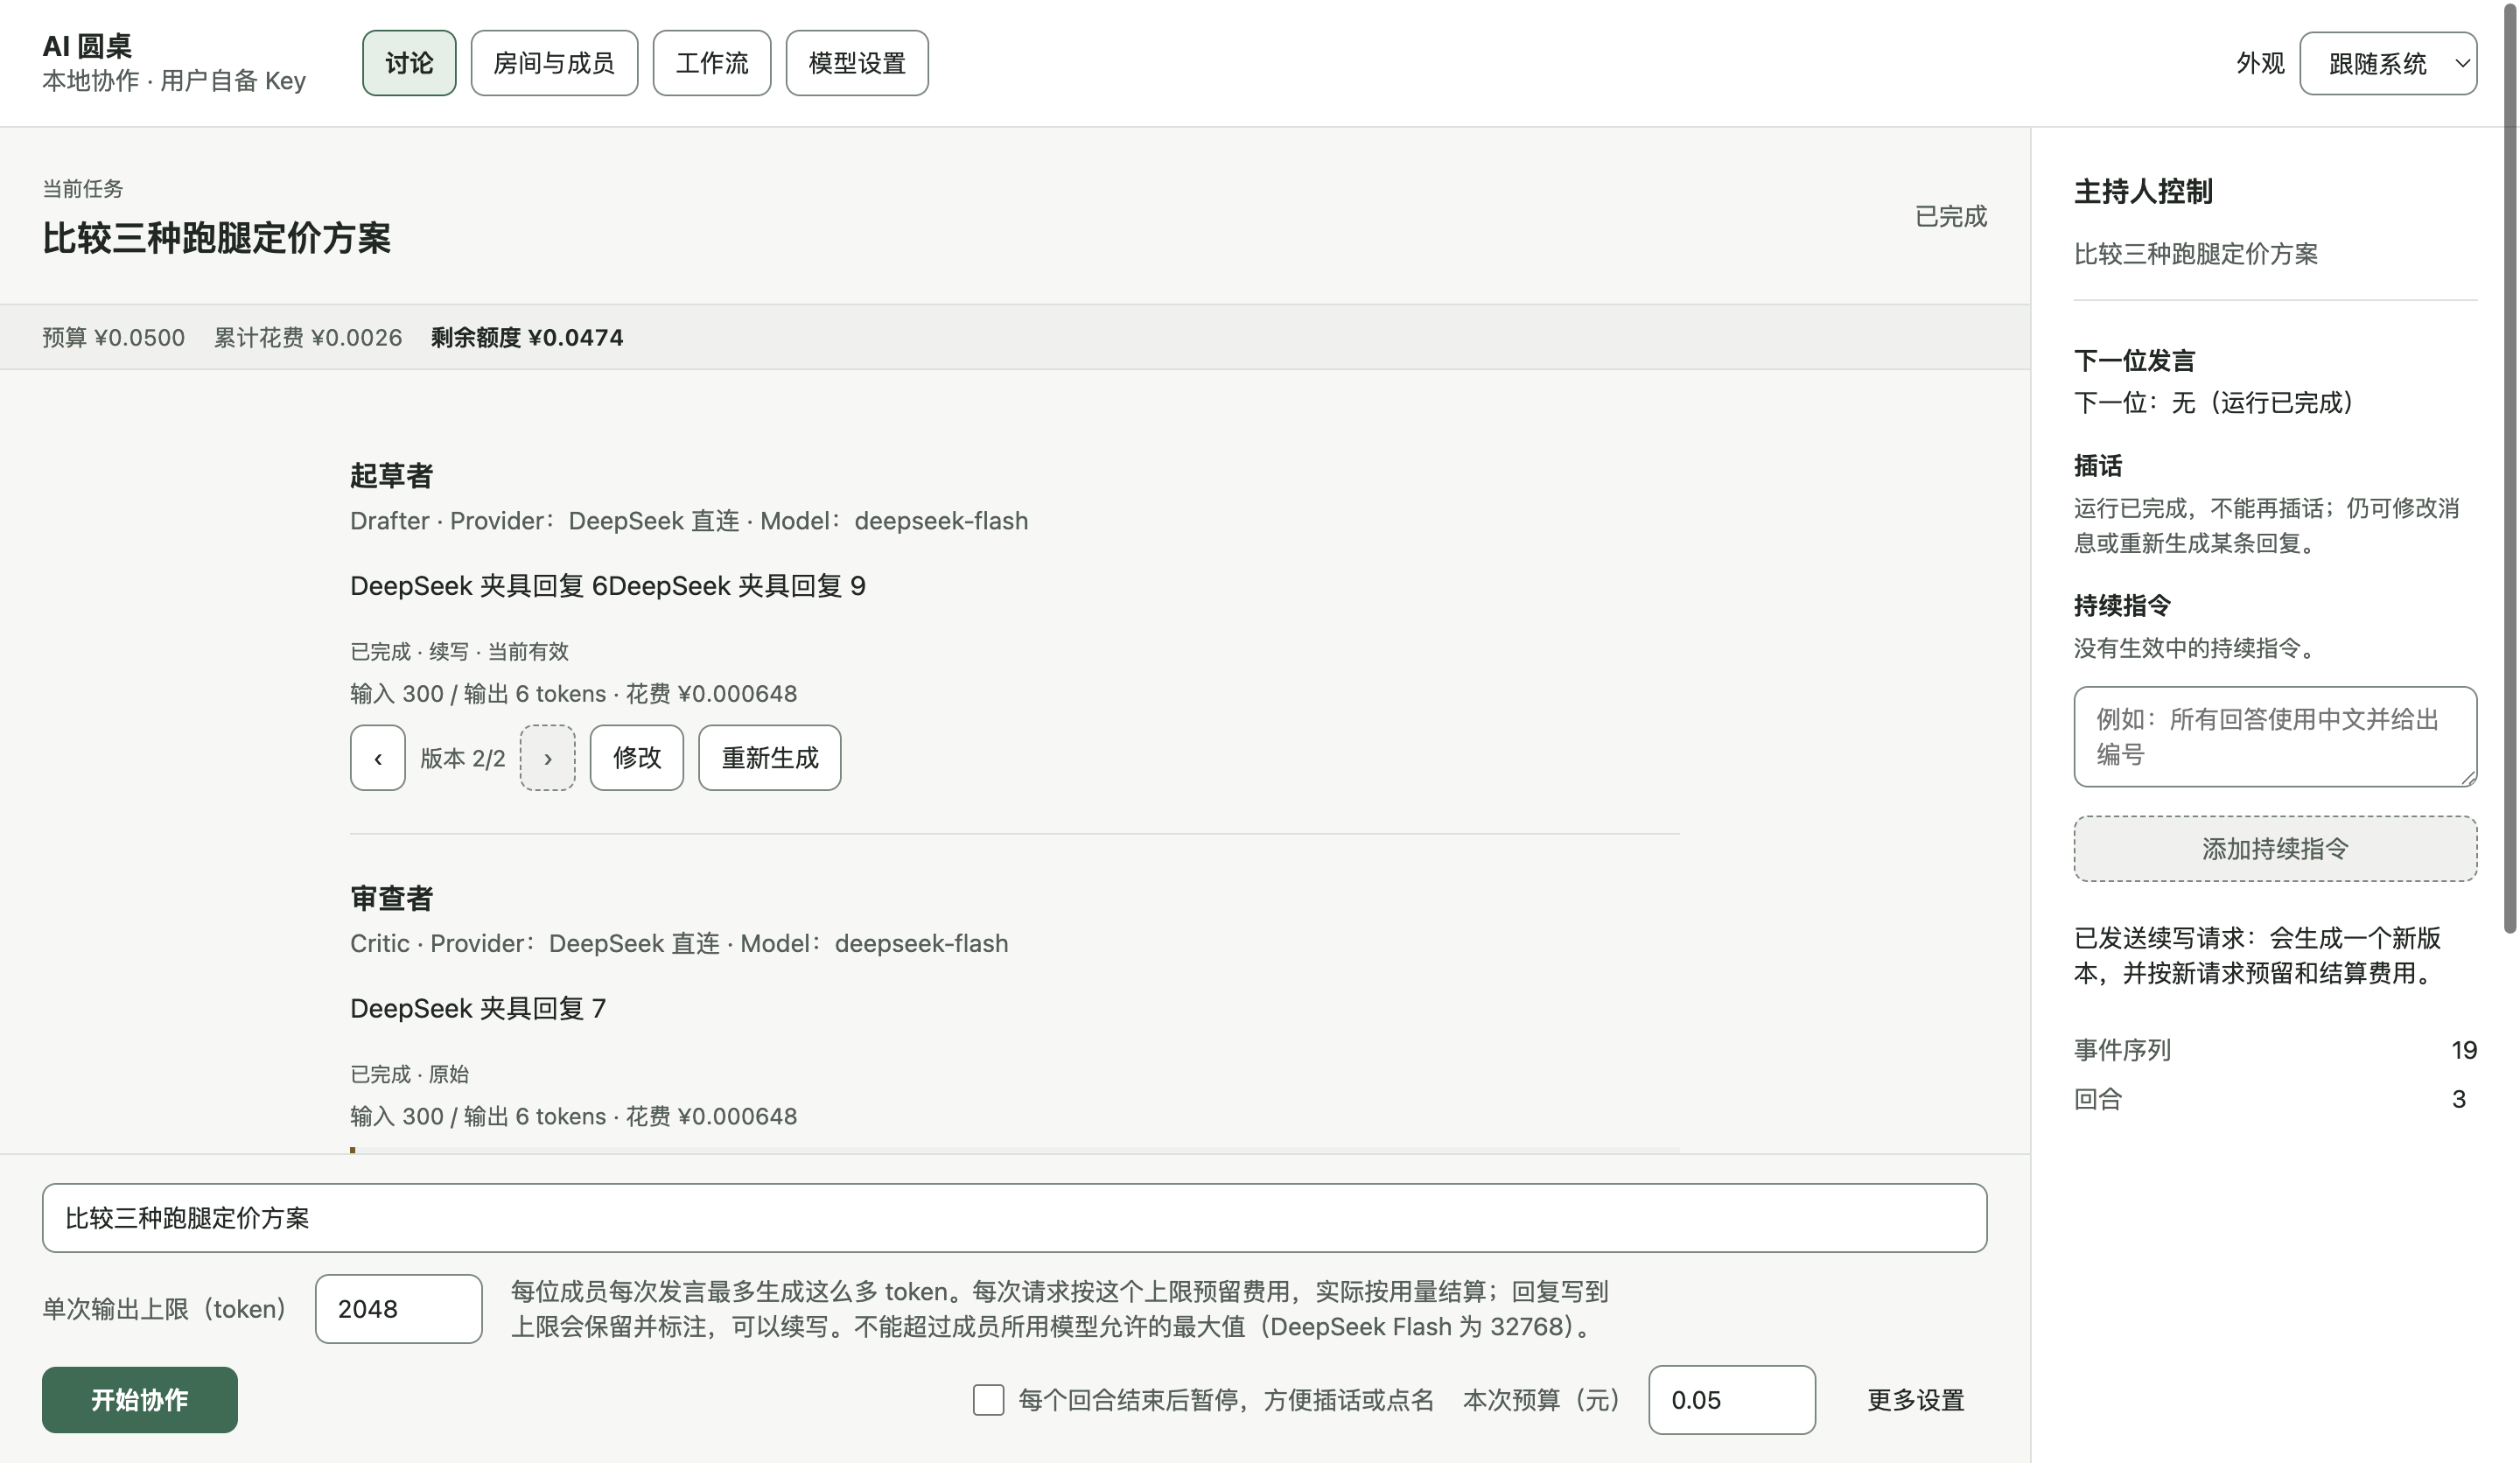 AI 圆桌
本地协作 · 用户自备 Key
讨论
房间与成员
工作流
模型设置
外观
跟随系统
当前任务
比较三种跑腿定价方案
已完成
预算 ¥0.0500 累计花费 ¥0.0026 剩余额度 ¥0.0474
起草者
Drafter · Provider： DeepSeek 直连 · Model： deepseek-flash
DeepSeek 夹具回复 6DeepSeek 夹具回复 9
已完成 · 续写 · 当前有效
输入 300 / 输出 6 tokens · 花费 ¥0.000648
‹ 版本 2/2 › 修改 重新生成
审查者
Critic · Provider： DeepSeek 直连 · Model： deepseek-flash
DeepSeek 夹具回复 7
已完成 · 原始
输入 300 / 输出 6 tokens · 花费 ¥0.000648
比较三种跑腿定价方案
单次输出上限（token） 2048
每位成员每次发言最多生成这么多 token。每次请求按这个上限预留费用，实际按用量结算；回复写到
上限会保留并标注，可以续写。不能超过成员所用模型允许的最大值（DeepSeek Flash 为 32768）。
开始协作
每个回合结束后暂停，方便插话或点名 本次预算（元） 0.05 更多设置
主持人控制
比较三种跑腿定价方案
下一位发言
下一位：无（运行已完成）
插话
运行已完成，不能再插话；仍可修改消
息或重新生成某条回复。
持续指令
没有生效中的持续指令。
例如：所有回答使用中文并给出
编号
添加持续指令
已发送续写请求：会生成一个新版
本，并按新请求预留和结算费用。
事件序列 19
回合 3